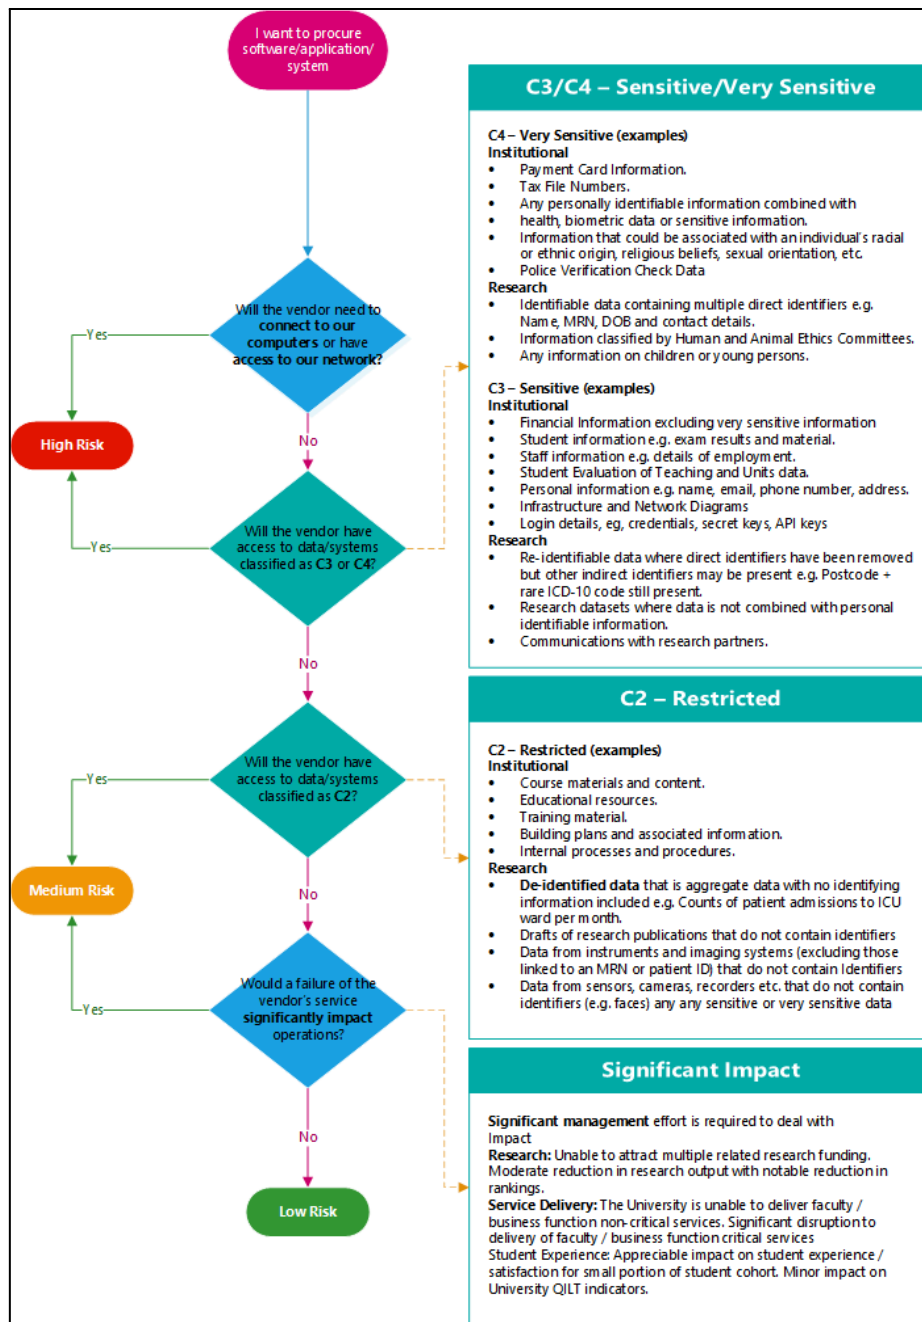 I want to procure
software/application/
system
Will the vendor need to
connect to our
computers or have
access to our network?
Yes
No
High Risk
Will the vendor have
access to data/systems
classified as C3 or C4?
Yes
No
Will the vendor have
access to data/systems
classified as C2?
Yes
No
Medium Risk
Would a failure of the
vendor's service
significantly impact
operations?
Yes
No
Low Risk
C3/C4 – Sensitive/Very Sensitive
C4 – Very Sensitive (examples)
Institutional
• Payment Card Information.
• Tax File Numbers.
• Any personally identifiable information combined with
• health, biometric data or sensitive information.
• Information that could be associated with an individual's racial
or ethnic origin, religious beliefs, sexual orientation, etc.
• Police Verification Check Data
Research
• Identifiable data containing multiple direct identifiers e.g.
Name, MRN, DOB and contact details.
• Information classified by Human and Animal Ethics Committees.
• Any information on children or young persons.
C3 – Sensitive (examples)
Institutional
• Financial Information excluding very sensitive information
• Student information e.g. exam results and material.
• Staff information e.g. details of employment.
• Student Evaluation of Teaching and Units data.
• Personal information e.g. name, email, phone number, address.
• Infrastructure and Network Diagrams
• Login details, eg, credentials, secret keys, API keys
Research
• Re-identifiable data where direct identifiers have been removed
but other indirect identifiers may be present e.g. Postcode +
rare ICD-10 code still present.
• Research datasets where data is not combined with personal
identifiable information.
• Communications with research partners.
C2 – Restricted
C2 – Restricted (examples)
Institutional
• Course materials and content.
• Educational resources.
• Training material.
• Building plans and associated information.
• Internal processes and procedures.
Research
• De-identified data that is aggregate data with no identifying
information included e.g. Counts of patient admissions to ICU
ward per month.
• Drafts of research publications that do not contain identifiers
• Data from instruments and imaging systems (excluding those
linked to an MRN or patient ID) that do not contain Identifiers
• Data from sensors, cameras, recorders etc. that do not contain
identifiers (e.g. faces) any any sensitive or very sensitive data
Significant Impact
Significant management effort is required to deal with
Impact
Research: Unable to attract multiple related research funding.
Moderate reduction in research output with notable reduction in
rankings.
Service Delivery: The University is unable to deliver faculty /
business function non-critical services. Significant disruption to
delivery of faculty / business function critical services
Student Experience: Appreciable impact on student experience /
satisfaction for small portion of student cohort. Minor impact on
University QILT indicators.